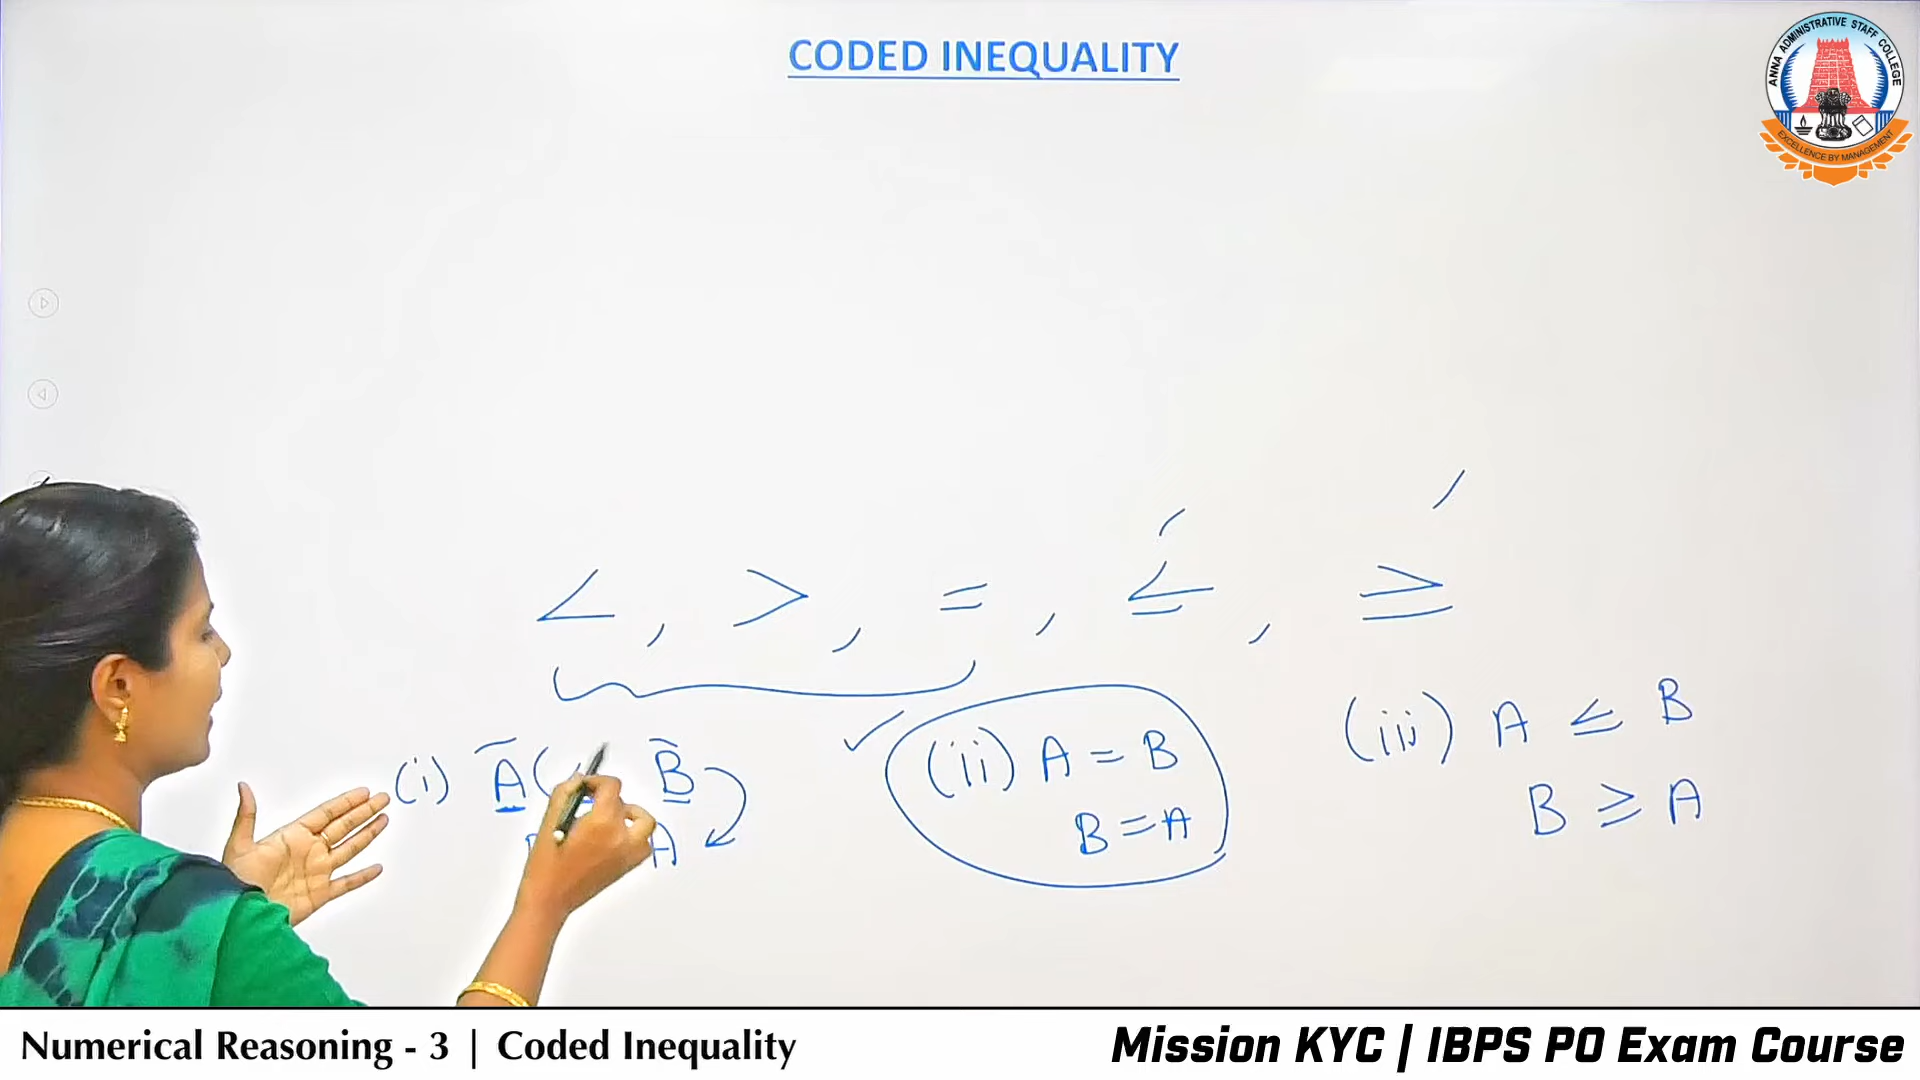 CODED INEQUALITY
ANNA ADMINISTRATIVE STAFF COLLEGE
EXCELLENCE BY MANAGEMENT
< , > , = , ≤ , ≥
(i) A B
A
(ii) A = B
B = A
(iii) A ≤ B
B ≥ A
Numerical Reasoning - 3 | Coded Inequality
Mission KYC | IBPS PO Exam Course